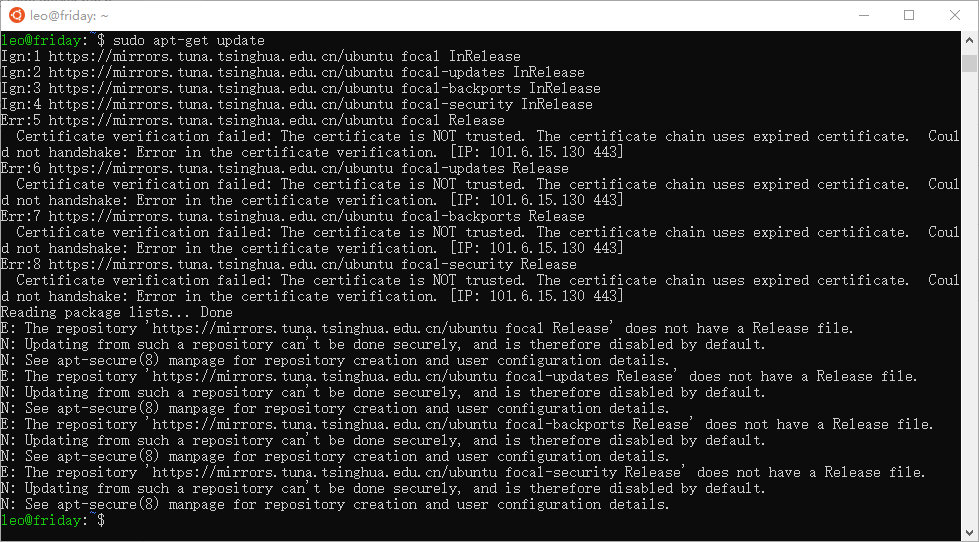 leo@friday: ~
leo@friday:~$ sudo apt-get update
Ign:1 https://mirrors.tuna.tsinghua.edu.cn/ubuntu focal InRelease
Ign:2 https://mirrors.tuna.tsinghua.edu.cn/ubuntu focal-updates InRelease
Ign:3 https://mirrors.tuna.tsinghua.edu.cn/ubuntu focal-backports InRelease
Ign:4 https://mirrors.tuna.tsinghua.edu.cn/ubuntu focal-security InRelease
Err:5 https://mirrors.tuna.tsinghua.edu.cn/ubuntu focal Release
  Certificate verification failed: The certificate is NOT trusted. The certificate chain uses expired certificate.  Coul
d not handshake: Error in the certificate verification. [IP: 101.6.15.130 443]
Err:6 https://mirrors.tuna.tsinghua.edu.cn/ubuntu focal-updates Release
  Certificate verification failed: The certificate is NOT trusted. The certificate chain uses expired certificate.  Coul
d not handshake: Error in the certificate verification. [IP: 101.6.15.130 443]
Err:7 https://mirrors.tuna.tsinghua.edu.cn/ubuntu focal-backports Release
  Certificate verification failed: The certificate is NOT trusted. The certificate chain uses expired certificate.  Coul
d not handshake: Error in the certificate verification. [IP: 101.6.15.130 443]
Err:8 https://mirrors.tuna.tsinghua.edu.cn/ubuntu focal-security Release
  Certificate verification failed: The certificate is NOT trusted. The certificate chain uses expired certificate.  Coul
d not handshake: Error in the certificate verification. [IP: 101.6.15.130 443]
Reading package lists... Done
E: The repository 'https://mirrors.tuna.tsinghua.edu.cn/ubuntu focal Release' does not have a Release file.
N: Updating from such a repository can't be done securely, and is therefore disabled by default.
N: See apt-secure(8) manpage for repository creation and user configuration details.
E: The repository 'https://mirrors.tuna.tsinghua.edu.cn/ubuntu focal-updates Release' does not have a Release file.
N: Updating from such a repository can't be done securely, and is therefore disabled by default.
N: See apt-secure(8) manpage for repository creation and user configuration details.
E: The repository 'https://mirrors.tuna.tsinghua.edu.cn/ubuntu focal-backports Release' does not have a Release file.
N: Updating from such a repository can't be done securely, and is therefore disabled by default.
N: See apt-secure(8) manpage for repository creation and user configuration details.
E: The repository 'https://mirrors.tuna.tsinghua.edu.cn/ubuntu focal-security Release' does not have a Release file.
N: Updating from such a repository can't be done securely, and is therefore disabled by default.
N: See apt-secure(8) manpage for repository creation and user configuration details.
leo@friday:~$